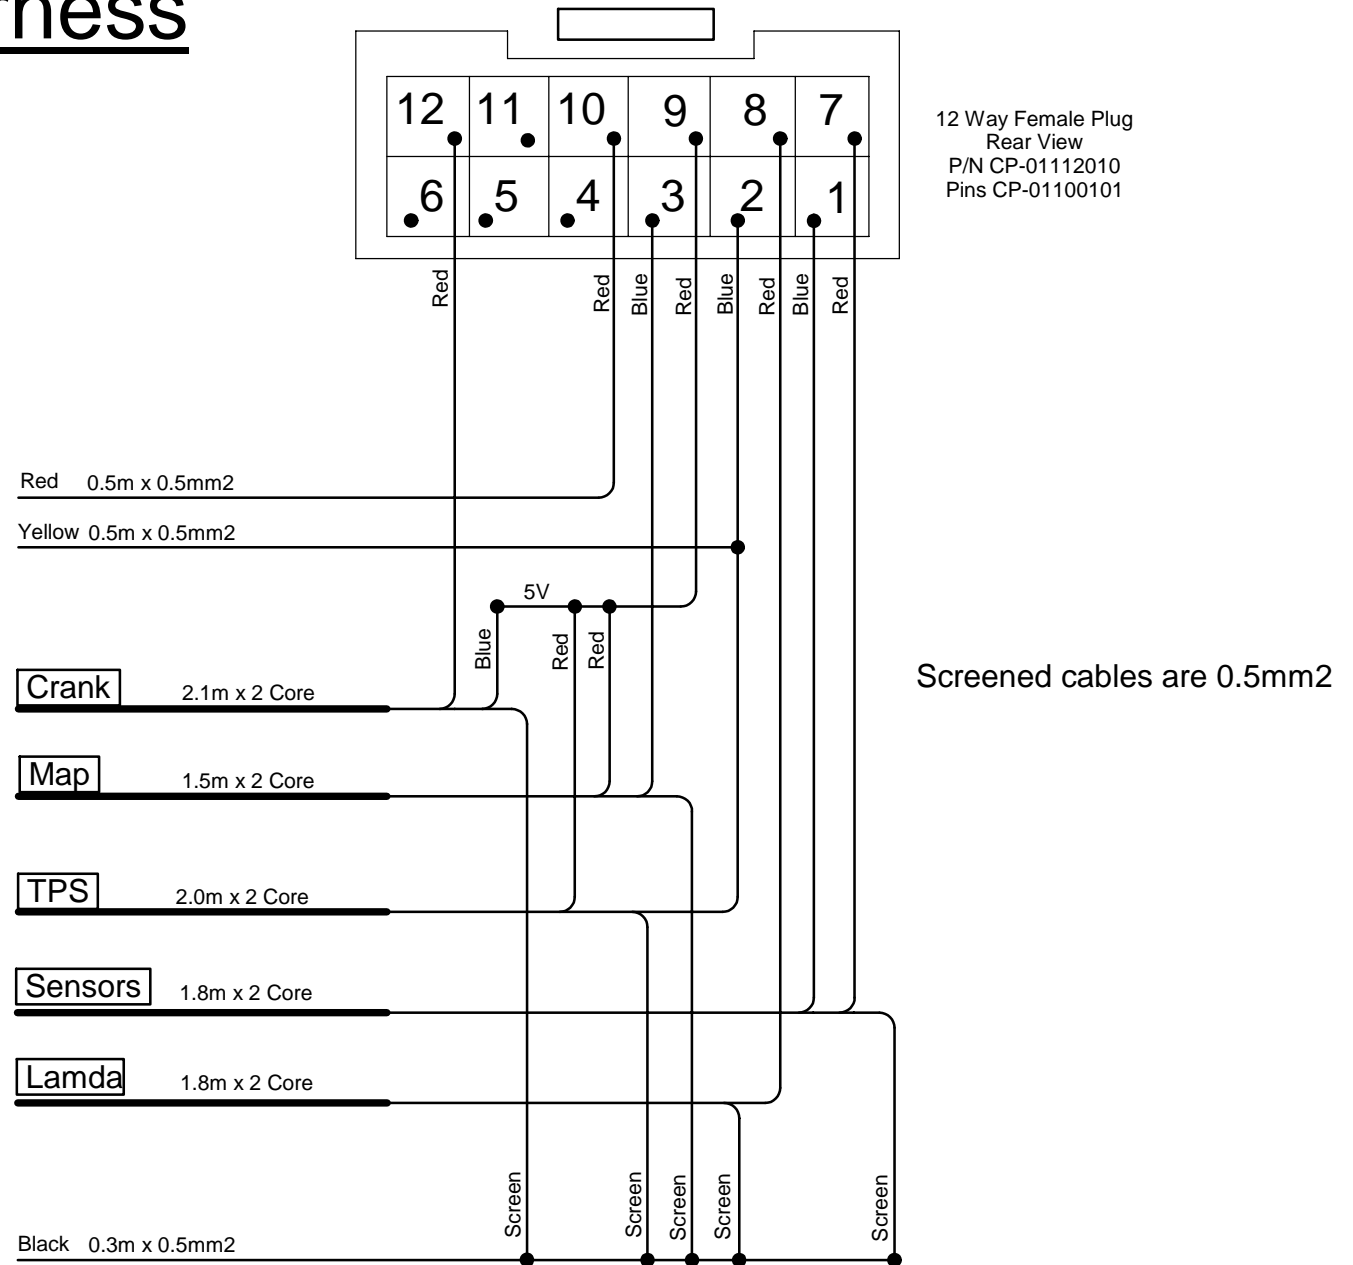 rness
12 11 10 9 8 7
6 5 4 3 2 1
12 Way Female Plug
Rear View
P/N CP-01112010
Pins CP-01100101
Red Red Blue Red Blue Red Blue Red
Red 0.5m x 0.5mm2
Yellow 0.5m x 0.5mm2
5V
Blue Red Red
Crank 2.1m x 2 Core
Screened cables are 0.5mm2
Map 1.5m x 2 Core
TPS 2.0m x 2 Core
Sensors 1.8m x 2 Core
Lamda 1.8m x 2 Core
Screen Screen Screen Screen Screen
Black 0.3m x 0.5mm2